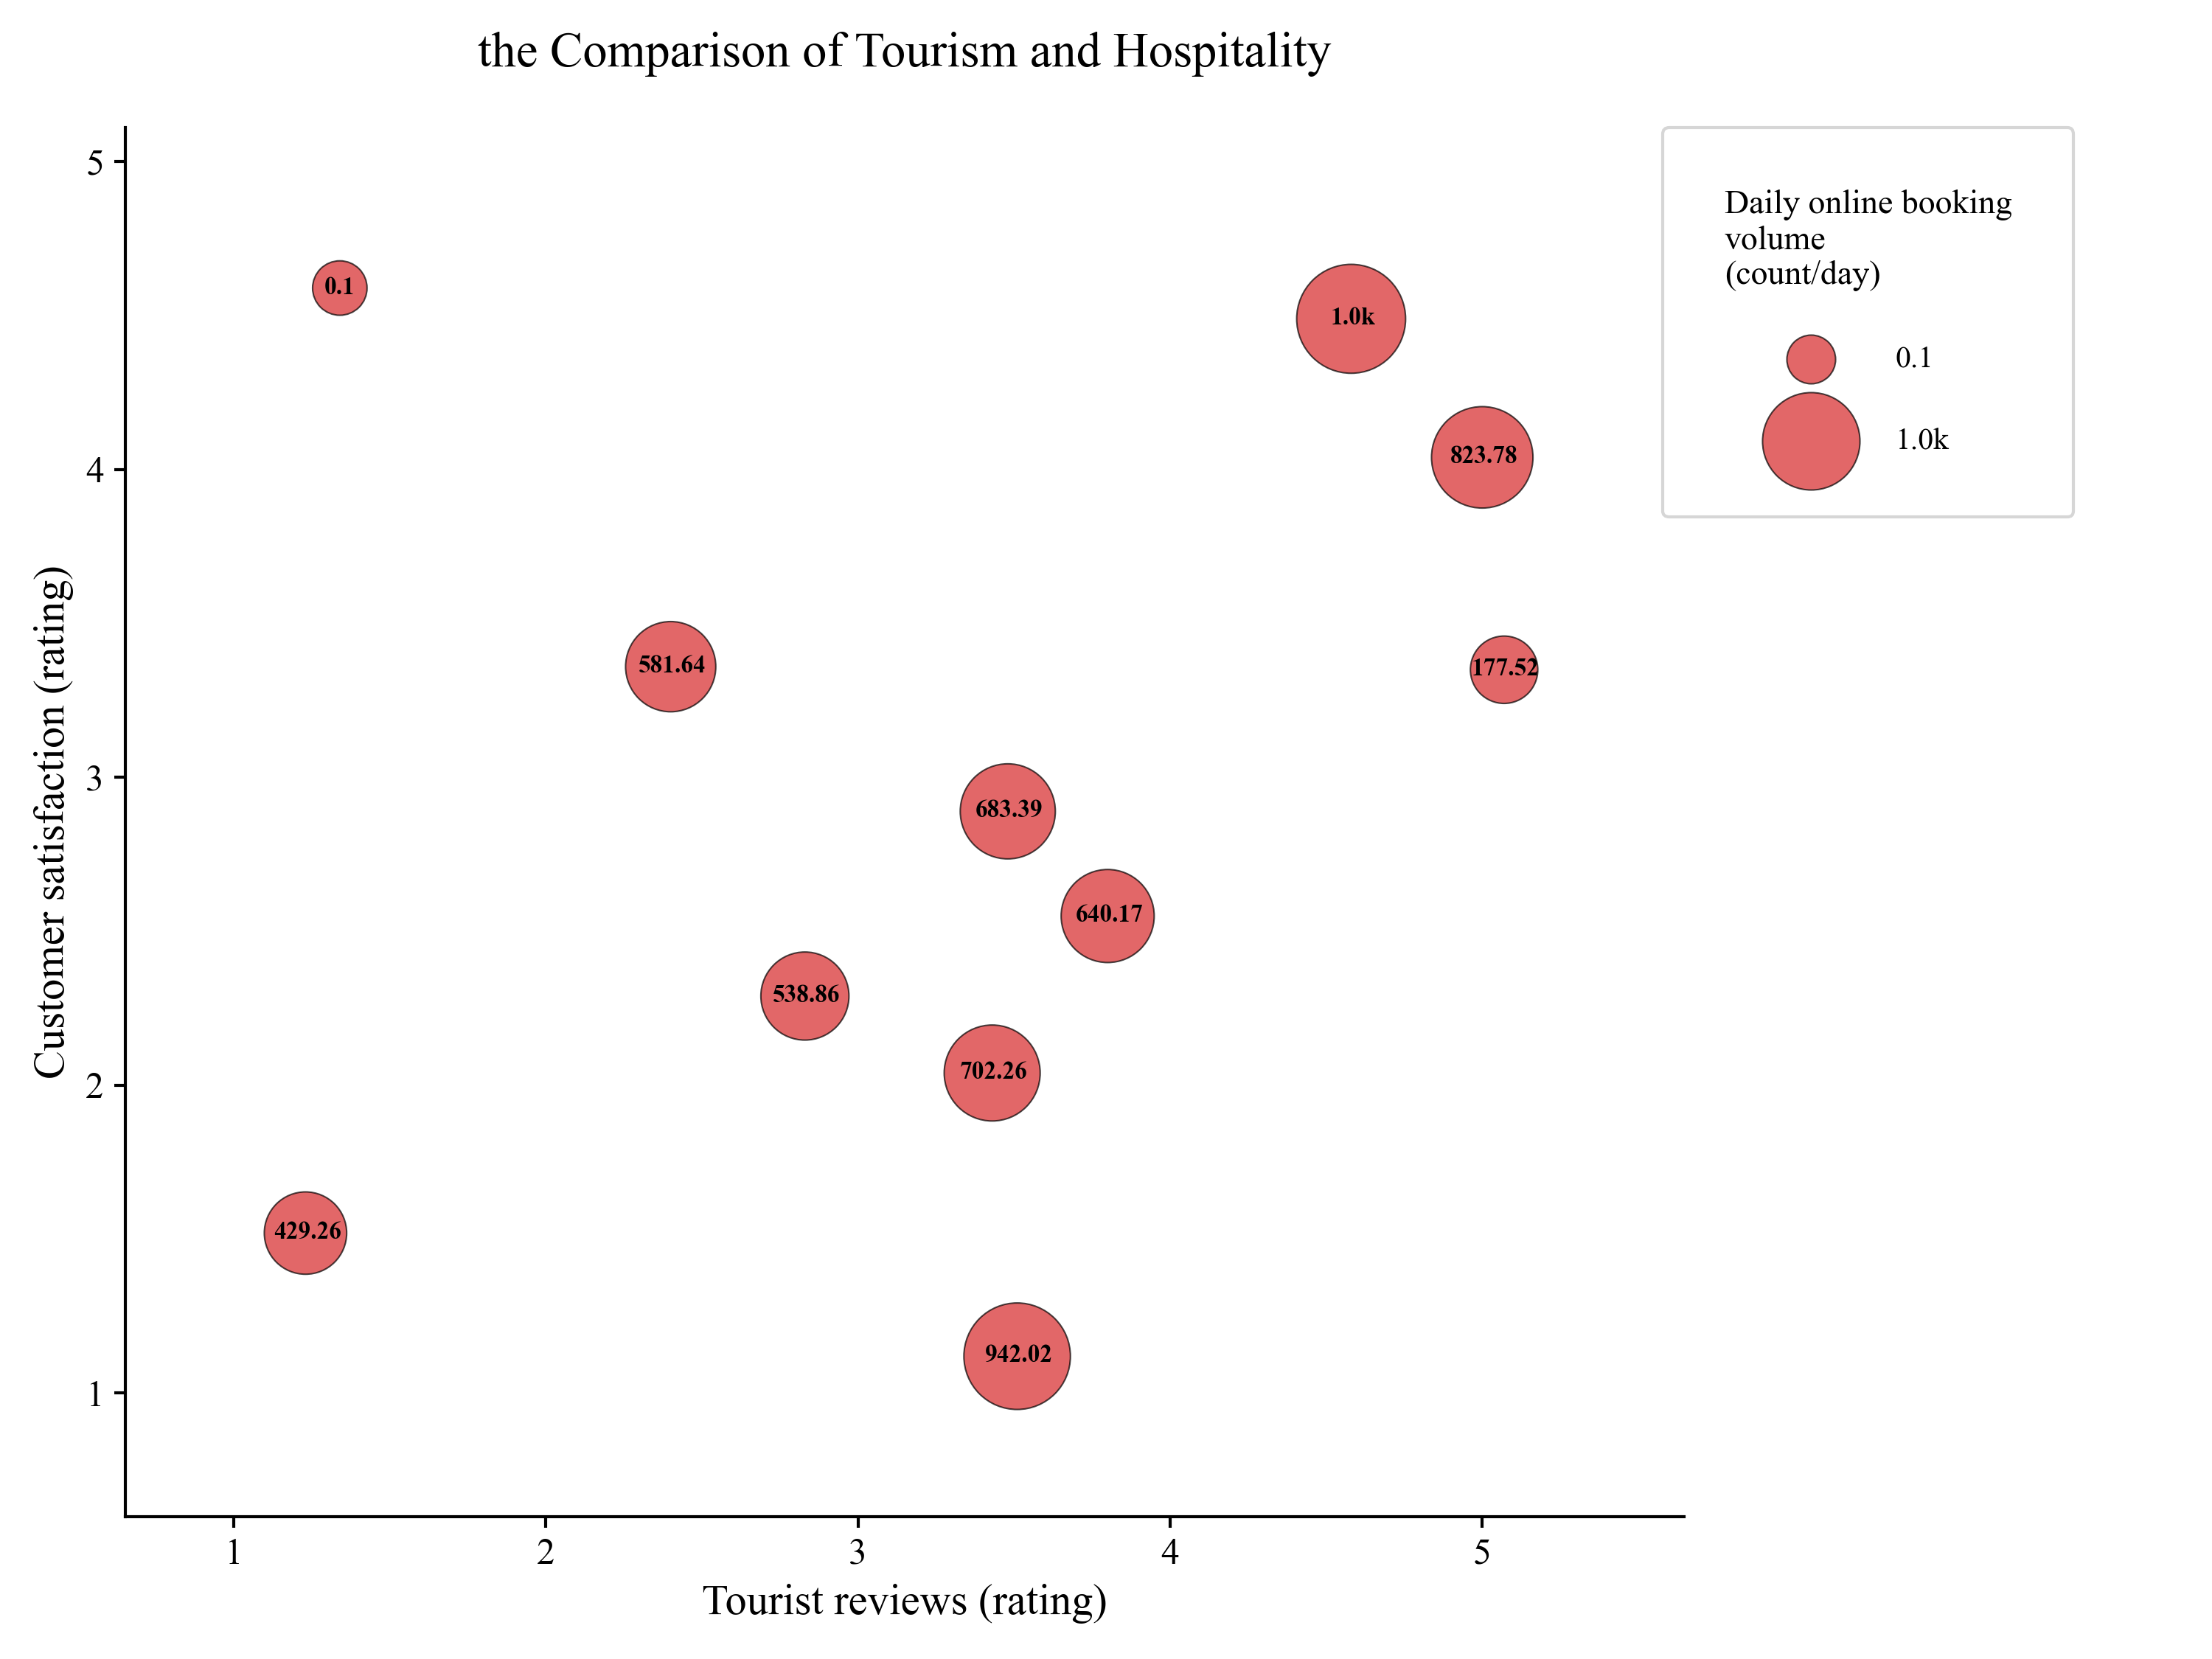 the Comparison of Tourism and Hospitality
Daily online booking
volume
(count/day)
0.1
1.0k
Customer satisfaction (rating)
5
4
3
2
1
0.1
1.0k
823.78
581.64
177.52
683.39
640.17
538.86
702.26
429.26
942.02
1
2
3
4
5
Tourist reviews (rating)